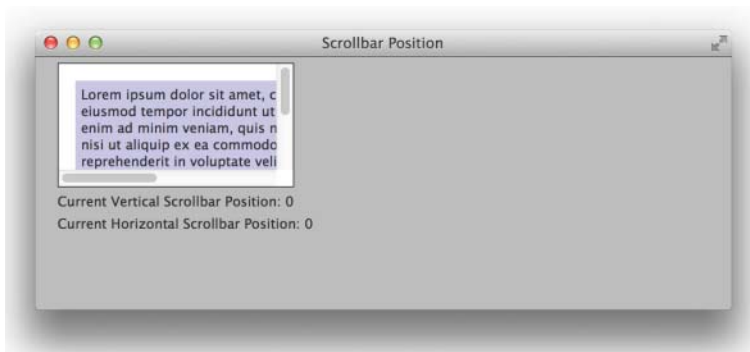 Scrollbar Position
Lorem ipsum dolor sit amet, c
eiusmod tempor incididunt ut
enim ad minim veniam, quis n
nisi ut aliquip ex ea commodo
reprehenderit in voluptate veli
Current Vertical Scrollbar Position: 0
Current Horizontal Scrollbar Position: 0